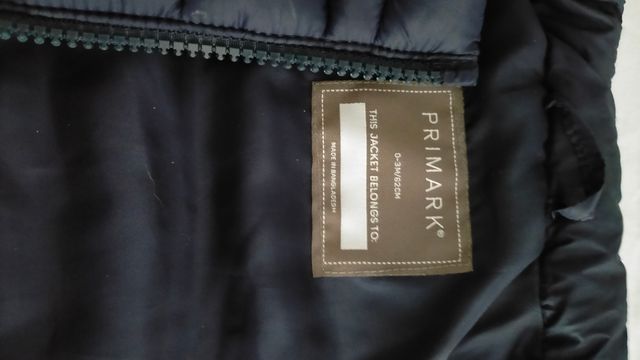 PRIMARK®
0-3M/62CM
THIS JACKET BELONGS TO:
MADE IN BANGLADESH